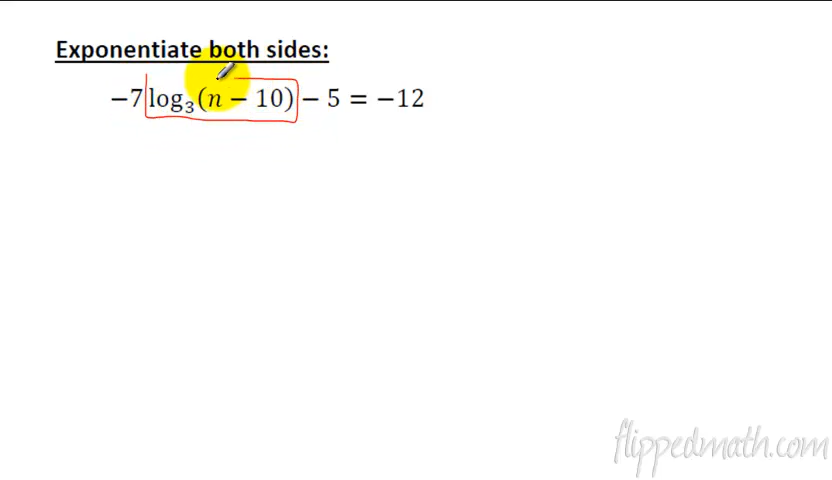 Exponentiate both sides:
−7 log₃(n − 10) − 5 = −12
flippedmath.com